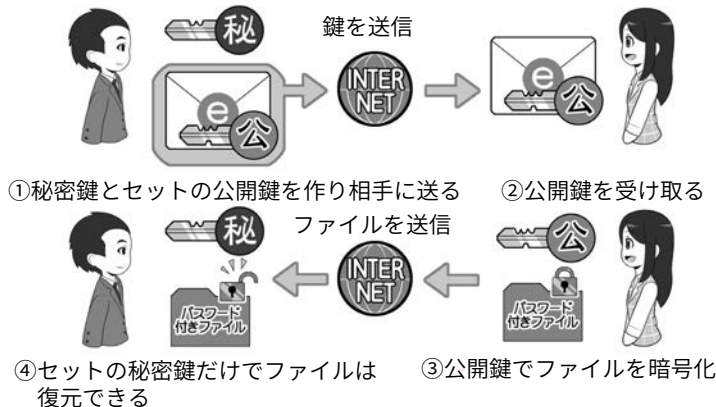 秘
鍵を送信
e
公
INTER
NET
e
公
①秘密鍵とセットの公開鍵を作り相手に送る
②公開鍵を受け取る
秘
ファイルを送信
公
パスワード
付きファイル
INTER
NET
パスワード
付きファイル
④セットの秘密鍵だけでファイルは
復元できる
③公開鍵でファイルを暗号化